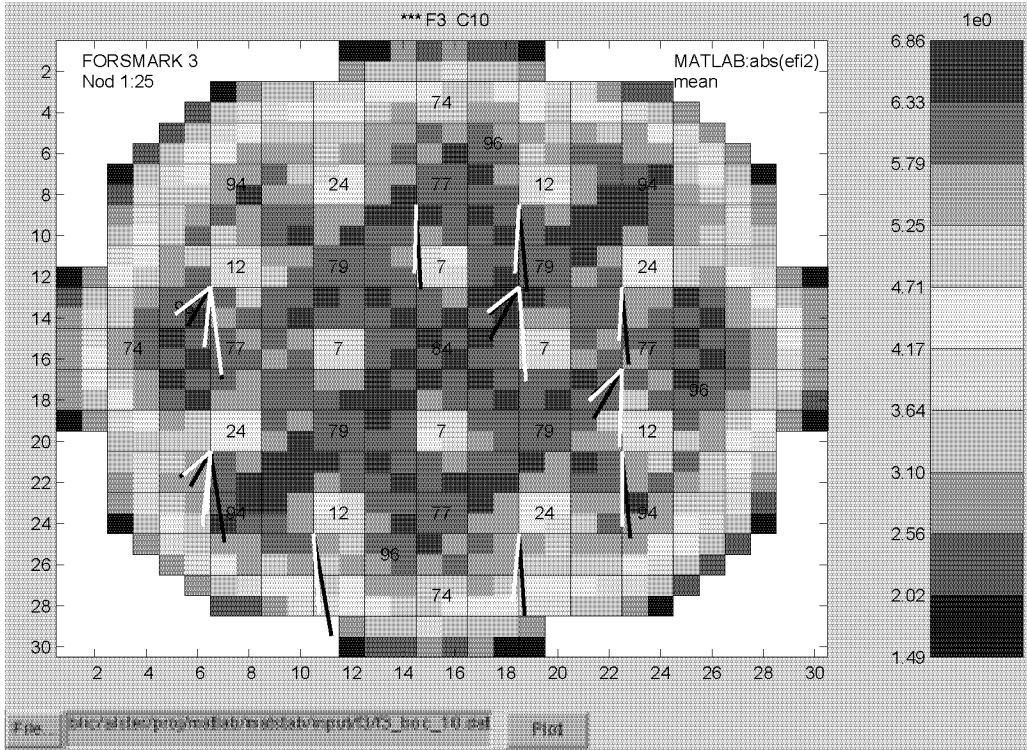 *** F3 C10
1e0
FORSMARK 3
Nod 1:25
MATLAB:abs(efi2)
mean
2
4
6
8
10
12
14
16
18
20
22
24
26
28
30
74
96
94 24 77 12 94
12 79 7 79 24
74 77 7 84 7 77
96
24 79 7 79 12
94 12 77 24 94
96
74
2 4 6 8 10 12 14 16 18 20 22 24 26 28 30
6.86
6.33
5.79
5.25
4.71
4.17
3.64
3.10
2.56
2.02
1.49
File...
Plot